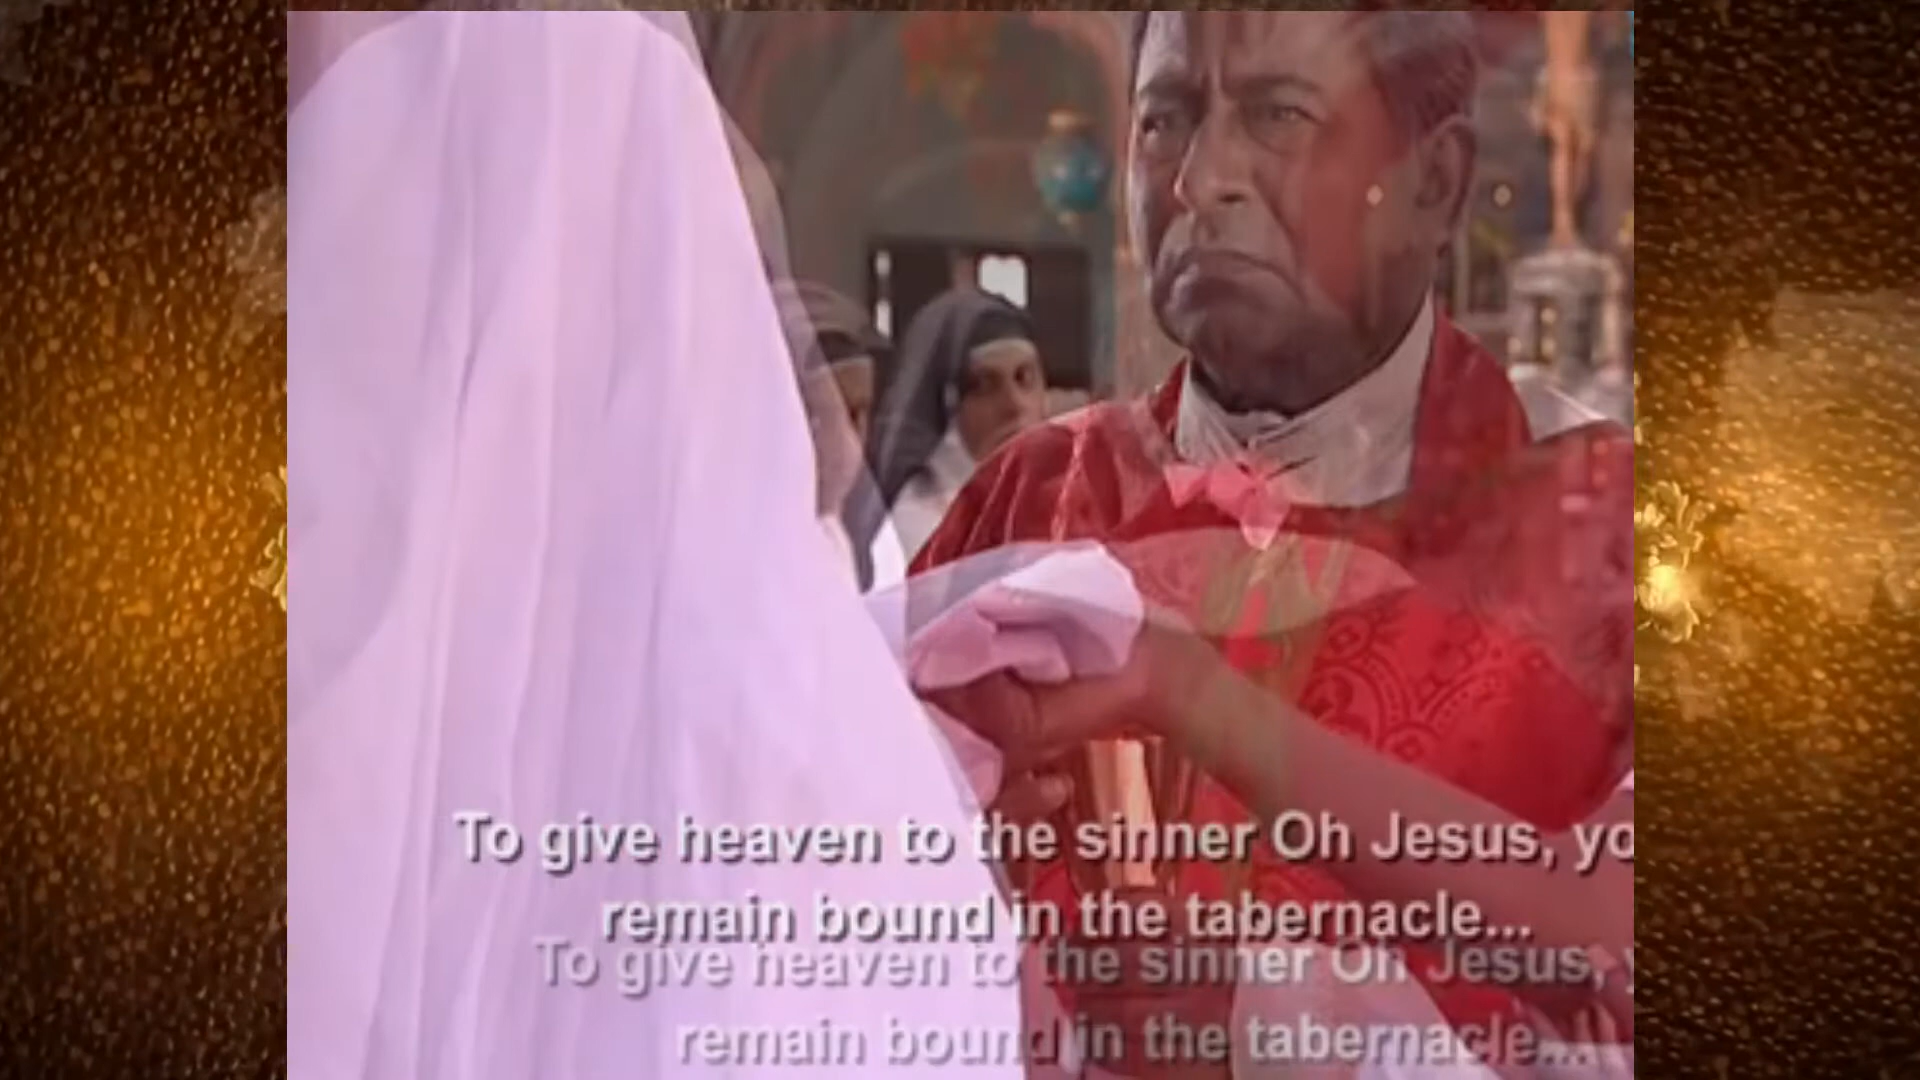 To give heaven to the sinner Oh Jesus, yo
remain bound in the tabernacle...
To give heaven to the sinner Oh Jesus,
remain bound in the tabernacle...